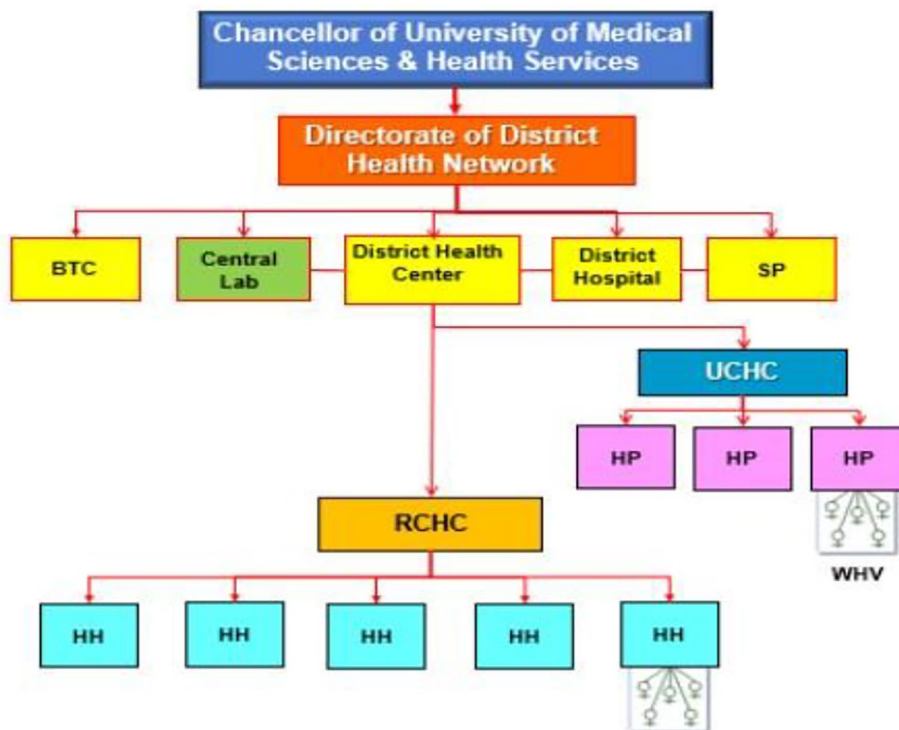 Chancellor of University of Medical
Sciences & Health Services
Directorate of District
Health Network
BTC
Central
Lab
District Health
Center
District
Hospital
SP
UCHC
HP
HP
HP
WHV
RCHC
HH
HH
HH
HH
HH